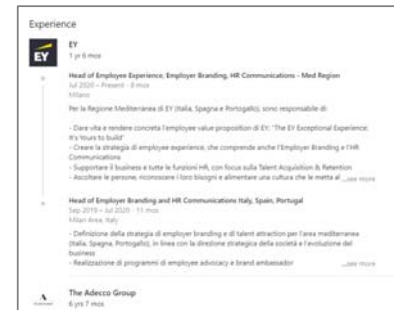 Experience
EY
EY
1 yr 6 mos
Head of Employee Experience, Employer Branding, HR Communications - Med Region
Jul 2020 – Present · 8 mos
Milano
Per la Regione Mediterranea di EY (Italia, Spagna e Portogallo), sono responsabile di:
- Dare vita e rendere concreta l'employee value proposition di EY: "The EY Exceptional Experience: It's Yours to build"
- Creare la strategia di employee experience, che comprende anche l'Employer Branding e l'HR Communications
- Supportare il business e tutte le funzioni HR, con focus sulla Talent Acquisition & Retention
- Ascoltare le persone, riconoscere i loro bisogni e alimentare una cultura che le metta al ...see more
Head of Employer Branding and HR Communications Italy, Spain, Portugal
Sep 2019 – Jul 2020 · 11 mos
Milan Area, Italy
- Definizione della strategia di employer branding e di talent attraction per l'area mediterranea (Italia, Spagna, Portogallo), in linea con la direzione strategica della società e l'evoluzione del business
- Realizzazione di programmi di employee advocacy e brand ambassador ...see more
The Adecco Group
6 yrs 7 mos